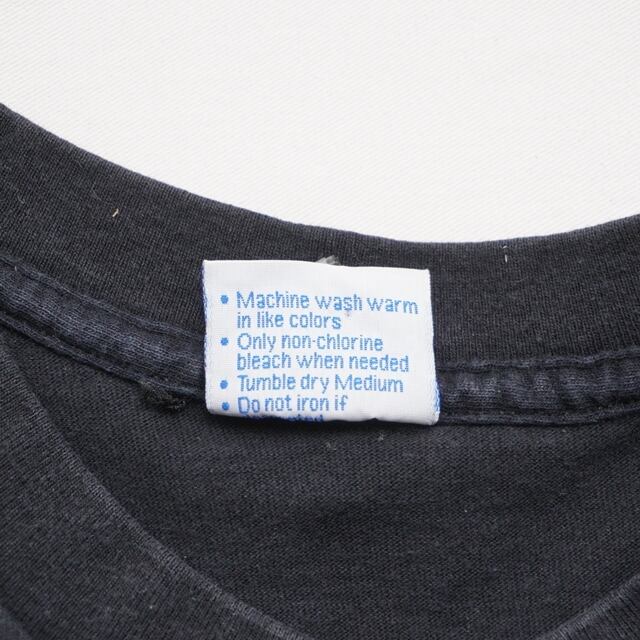 • Machine wash warm
in like colors
• Only non-chlorine
bleach when needed
• Tumble dry Medium
• Do not iron if